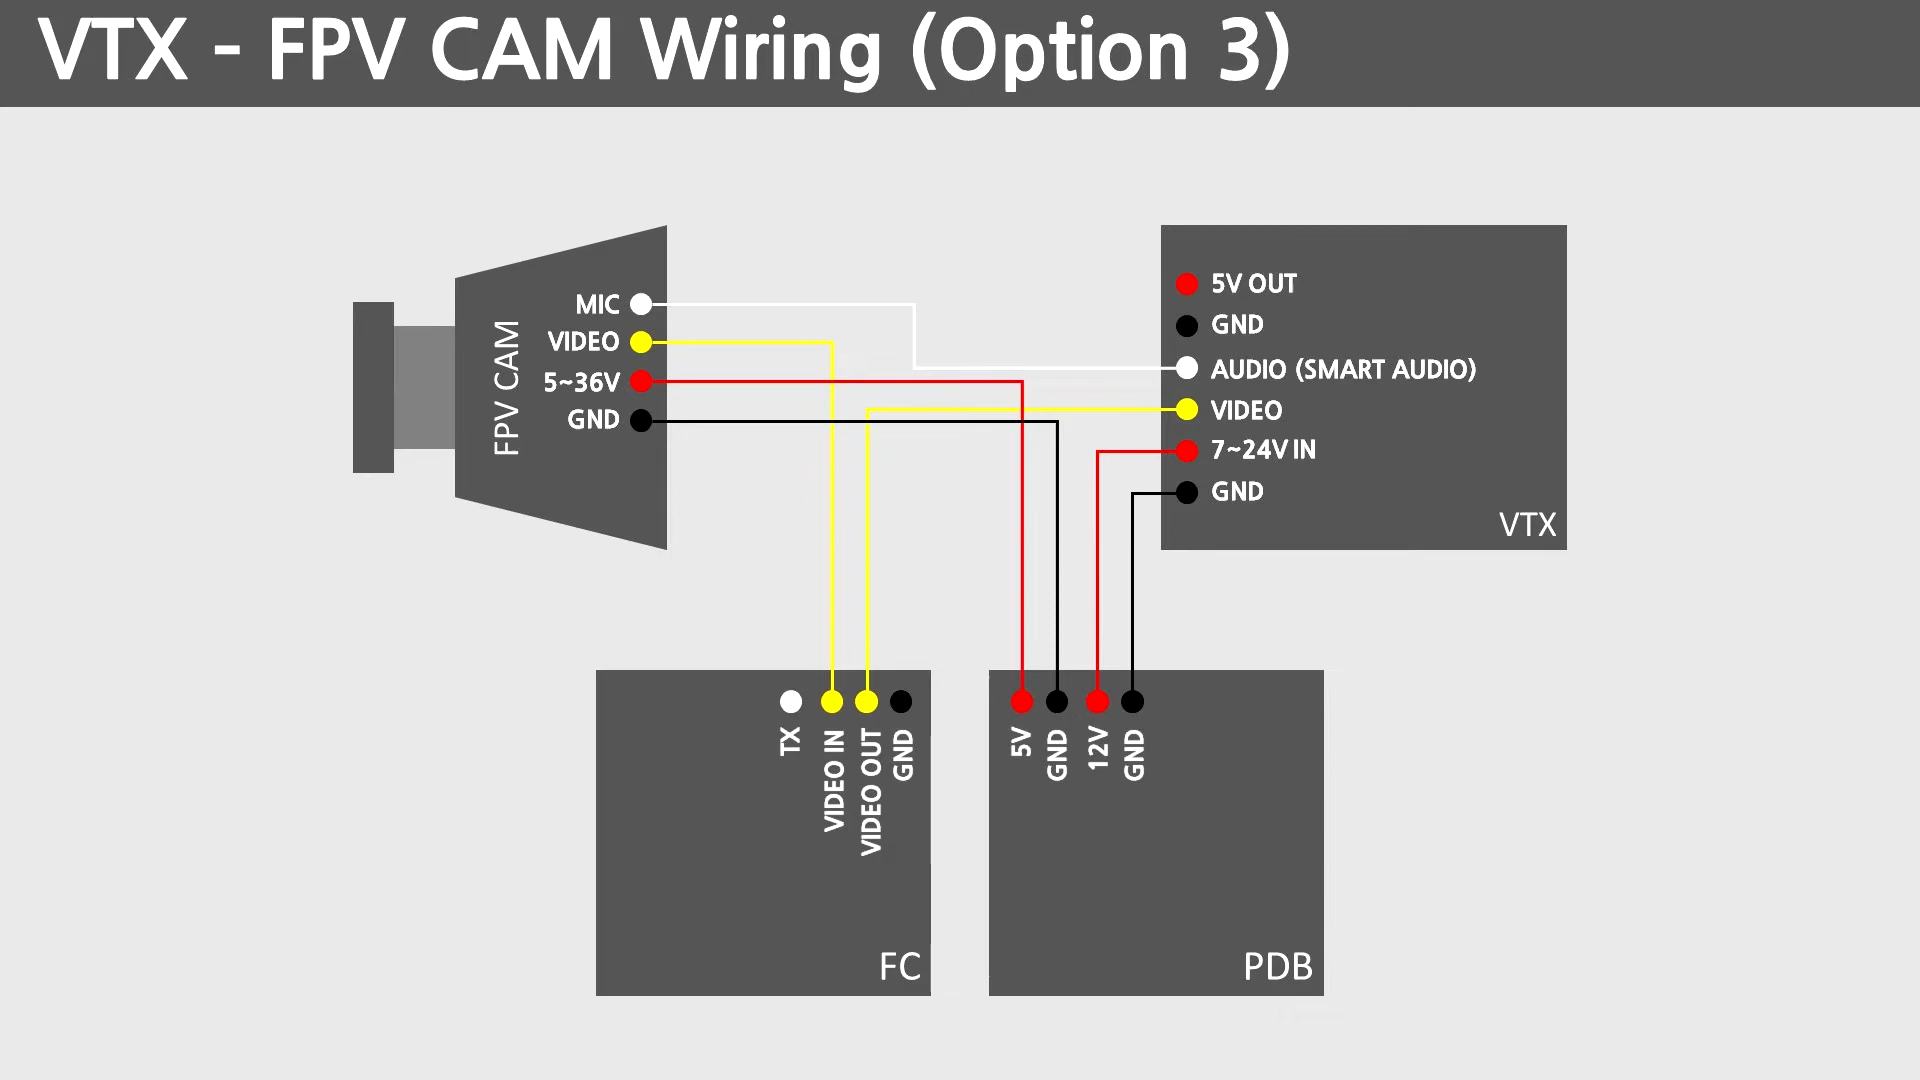 VTX - FPV CAM Wiring (Option 3)
FPV CAM
MIC
VIDEO
5~36V
GND
5V OUT
GND
AUDIO (SMART AUDIO)
VIDEO
7~24V IN
GND
VTX
TX
VIDEO IN
VIDEO OUT
GND
FC
5V
GND
12V
GND
PDB